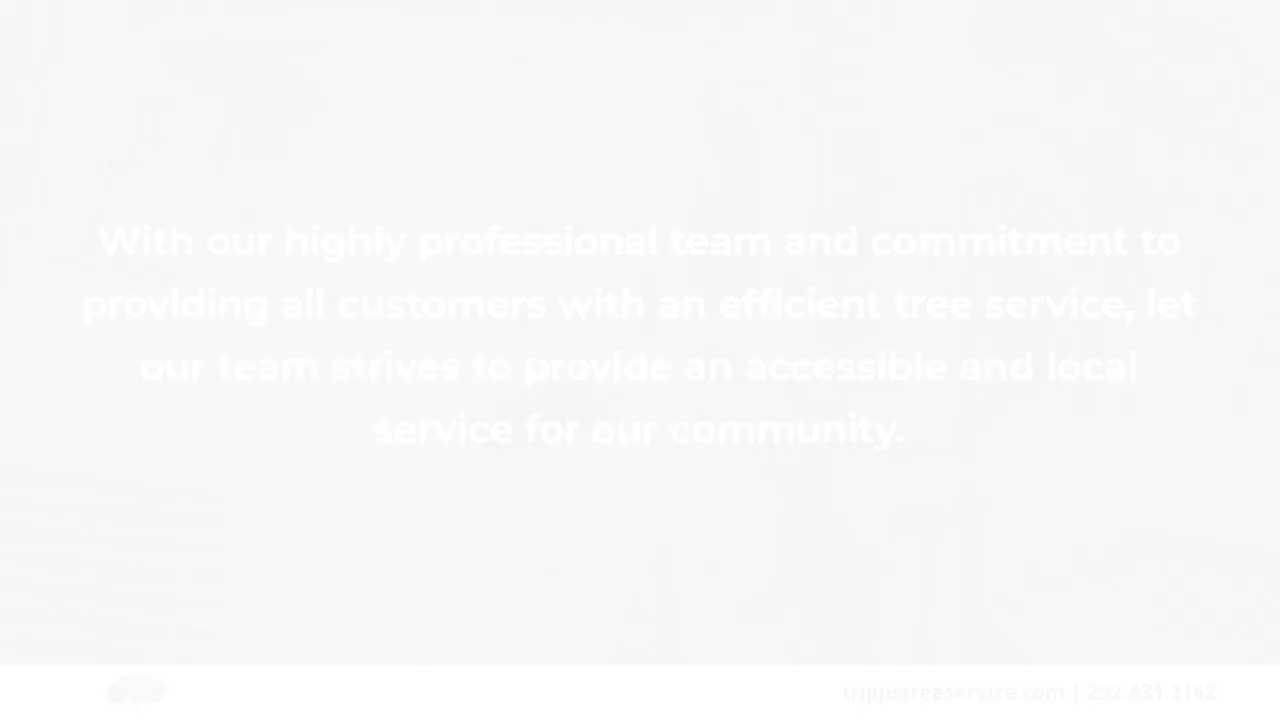 With our highly professional team and commitment to
providing all customers with an efficient tree service, let
our team strives to provide an accessible and local
service for our community.
trippstreeservice.com | 252.631.2162